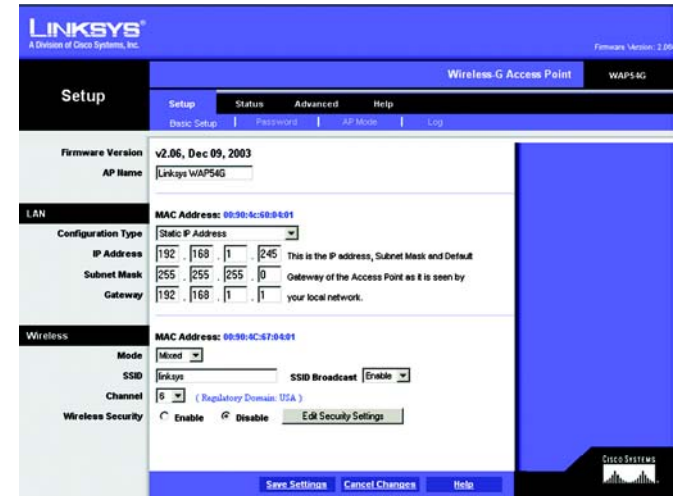 LINKSYS®
A Division of Cisco Systems, Inc.
Firmware Version: 2.06
Wireless-G Access Point WAP54G
Setup
Setup Status Advanced Help
Basic Setup | Password | AP Mode | Log
Firmware Version v2.06, Dec 09, 2003
AP Name Linksys WAP54G
LAN
MAC Address: 00:90:4c:60:04:01
Configuration Type Static IP Address
IP Address 192 . 168 . 1 . 245 This is the IP address, Subnet Mask and Default
Subnet Mask 255 . 255 . 255 . 0 Gateway of the Access Point as it is seen by
Gateway 192 . 168 . 1 . 1 your local network.
Wireless
MAC Address: 00:90:4C:67:04:01
Mode Mixed
SSID linksys SSID Broadcast Enable
Channel 6 ( Regulatory Domain: USA )
Wireless Security Enable Disable Edit Security Settings
Save Settings Cancel Changes Help
CISCO SYSTEMS